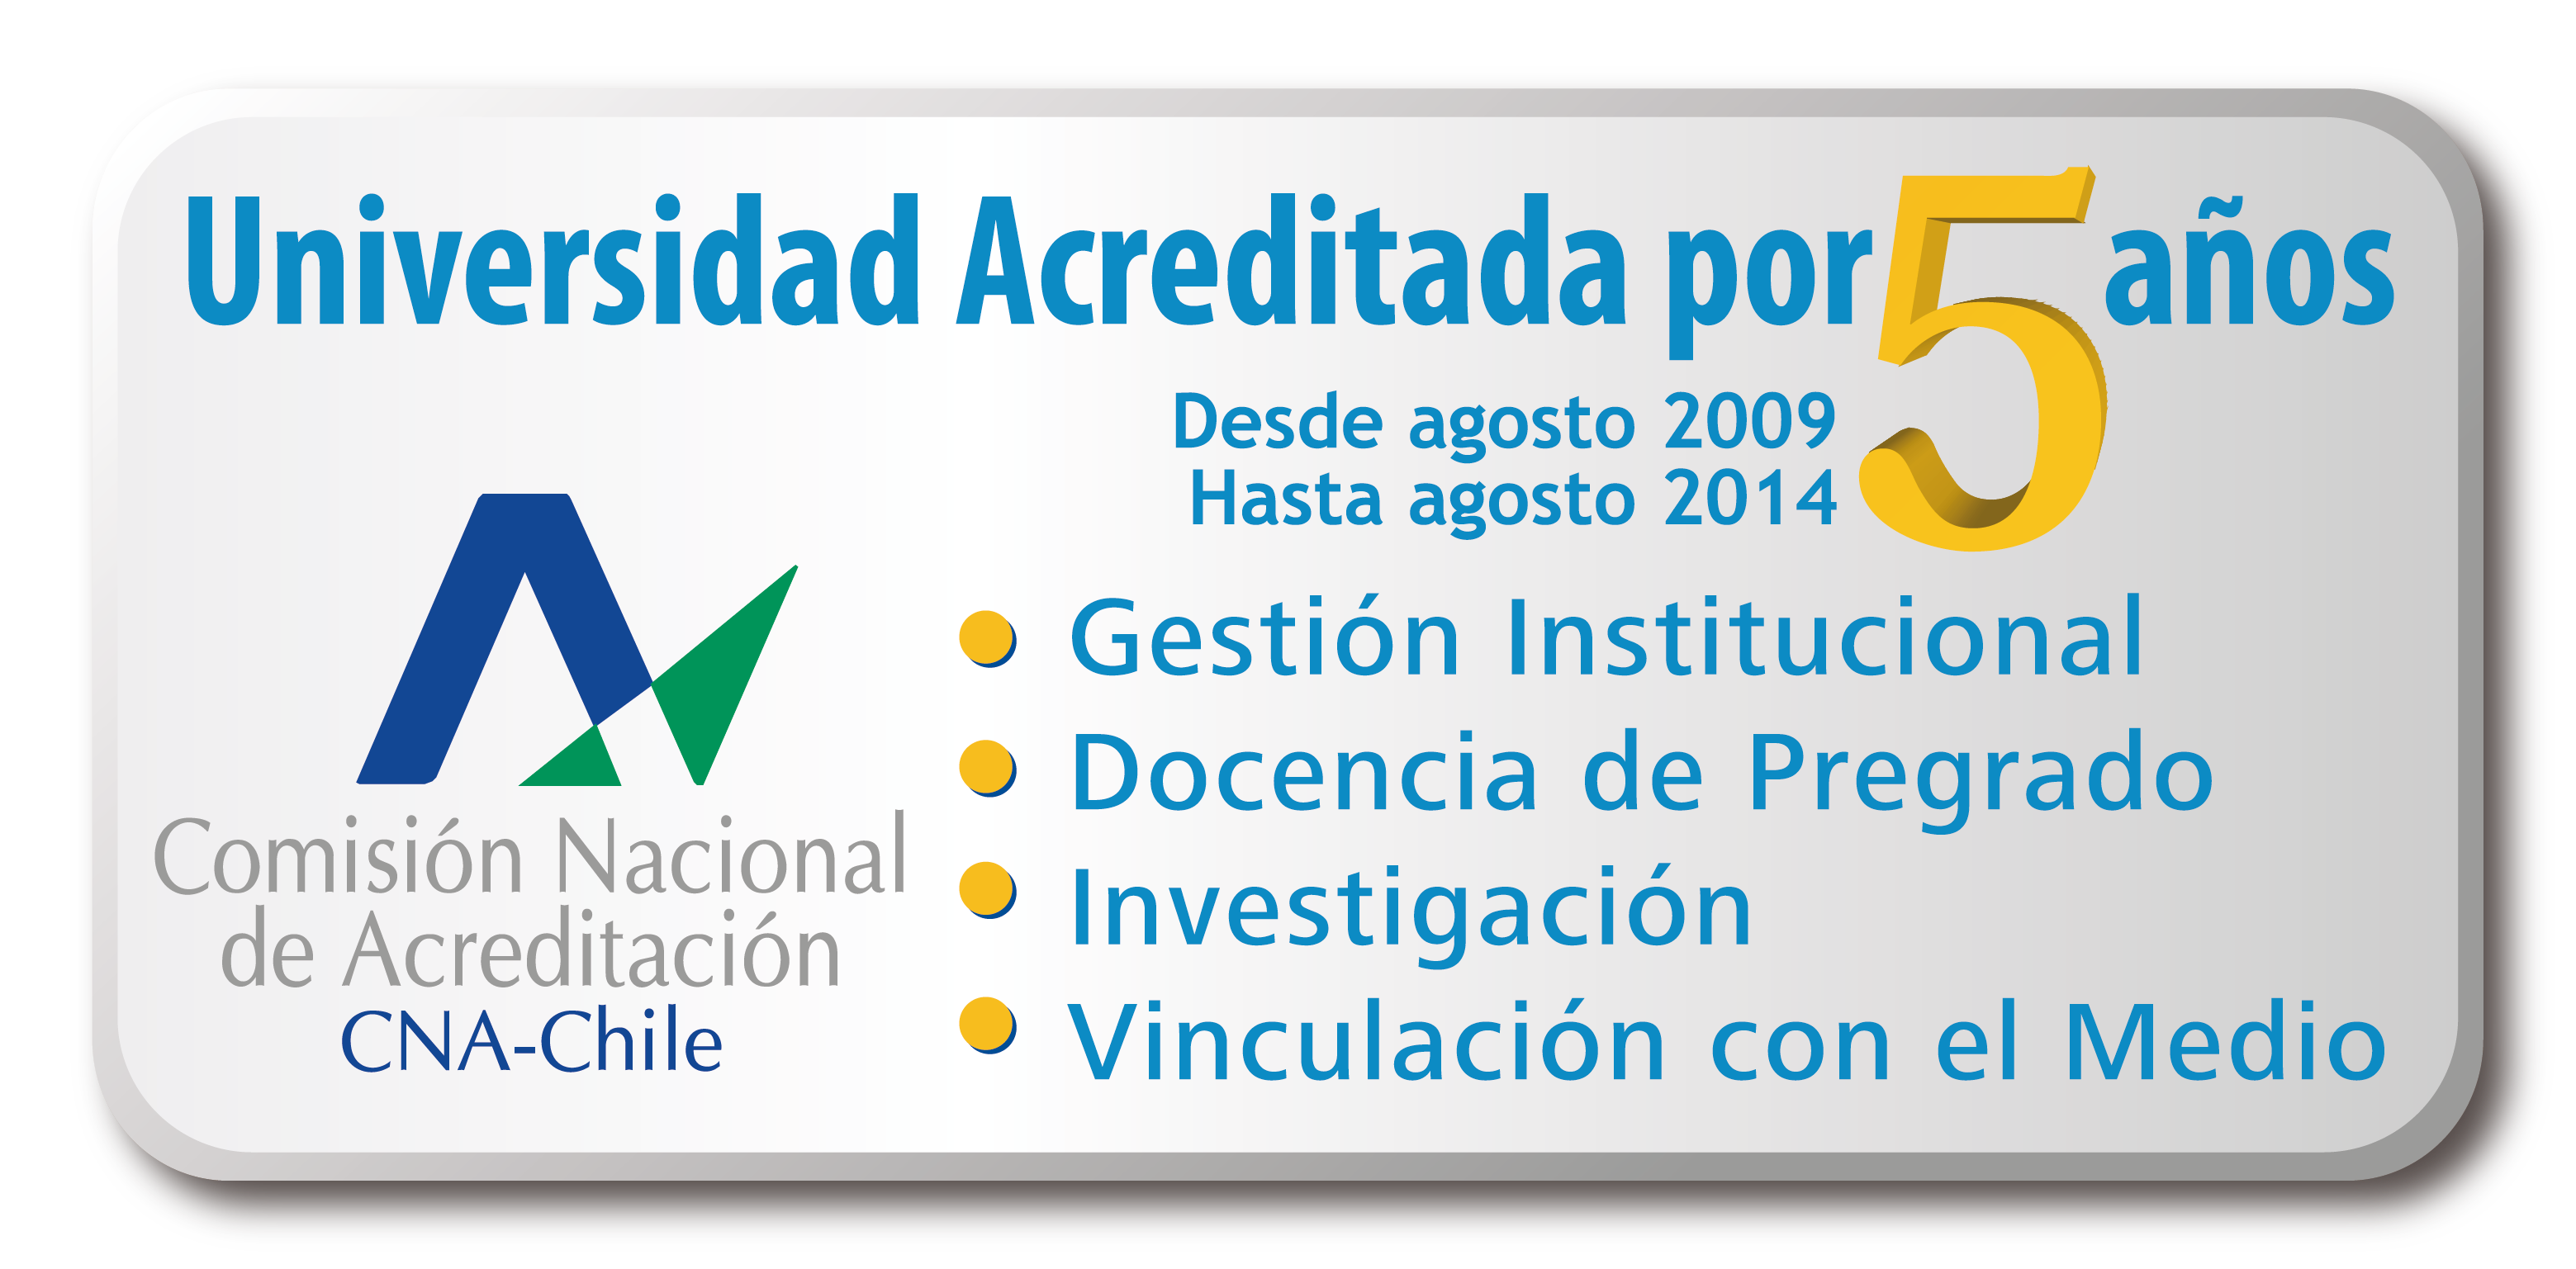 Universidad Acreditada por 5 años
Desde agosto 2009
Hasta agosto 2014
Comisión Nacional
de Acreditación
CNA-Chile
Gestión Institucional
Docencia de Pregrado
Investigación
Vinculación con el Medio